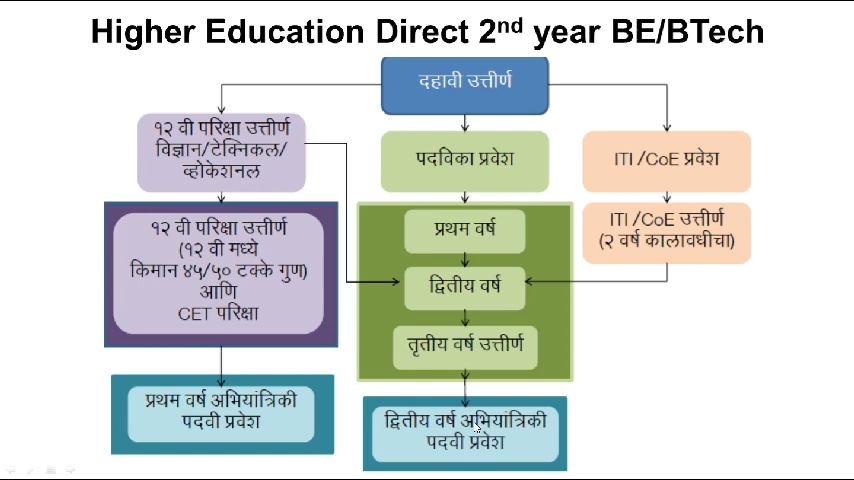 Higher Education Direct 2nd year BE/BTech
दहावी उत्तीर्ण
१२ वी परिक्षा उत्तीर्ण
विज्ञान/टेक्निकल/
व्होकेशनल
पदविका प्रवेश
ITI /CoE प्रवेश
१२ वी परिक्षा उत्तीर्ण
(१२ वी मध्ये
किमान ४५/५० टक्के गुण)
आणि
CET परिक्षा
प्रथम वर्ष
द्वितीय वर्ष
तृतीय वर्ष उत्तीर्ण
ITI /CoE उत्तीर्ण
(२ वर्ष कालावधीचा)
प्रथम वर्ष अभियांत्रिकी
पदवी प्रवेश
द्वितीय वर्ष अभियांत्रिकी
पदवी प्रवेश